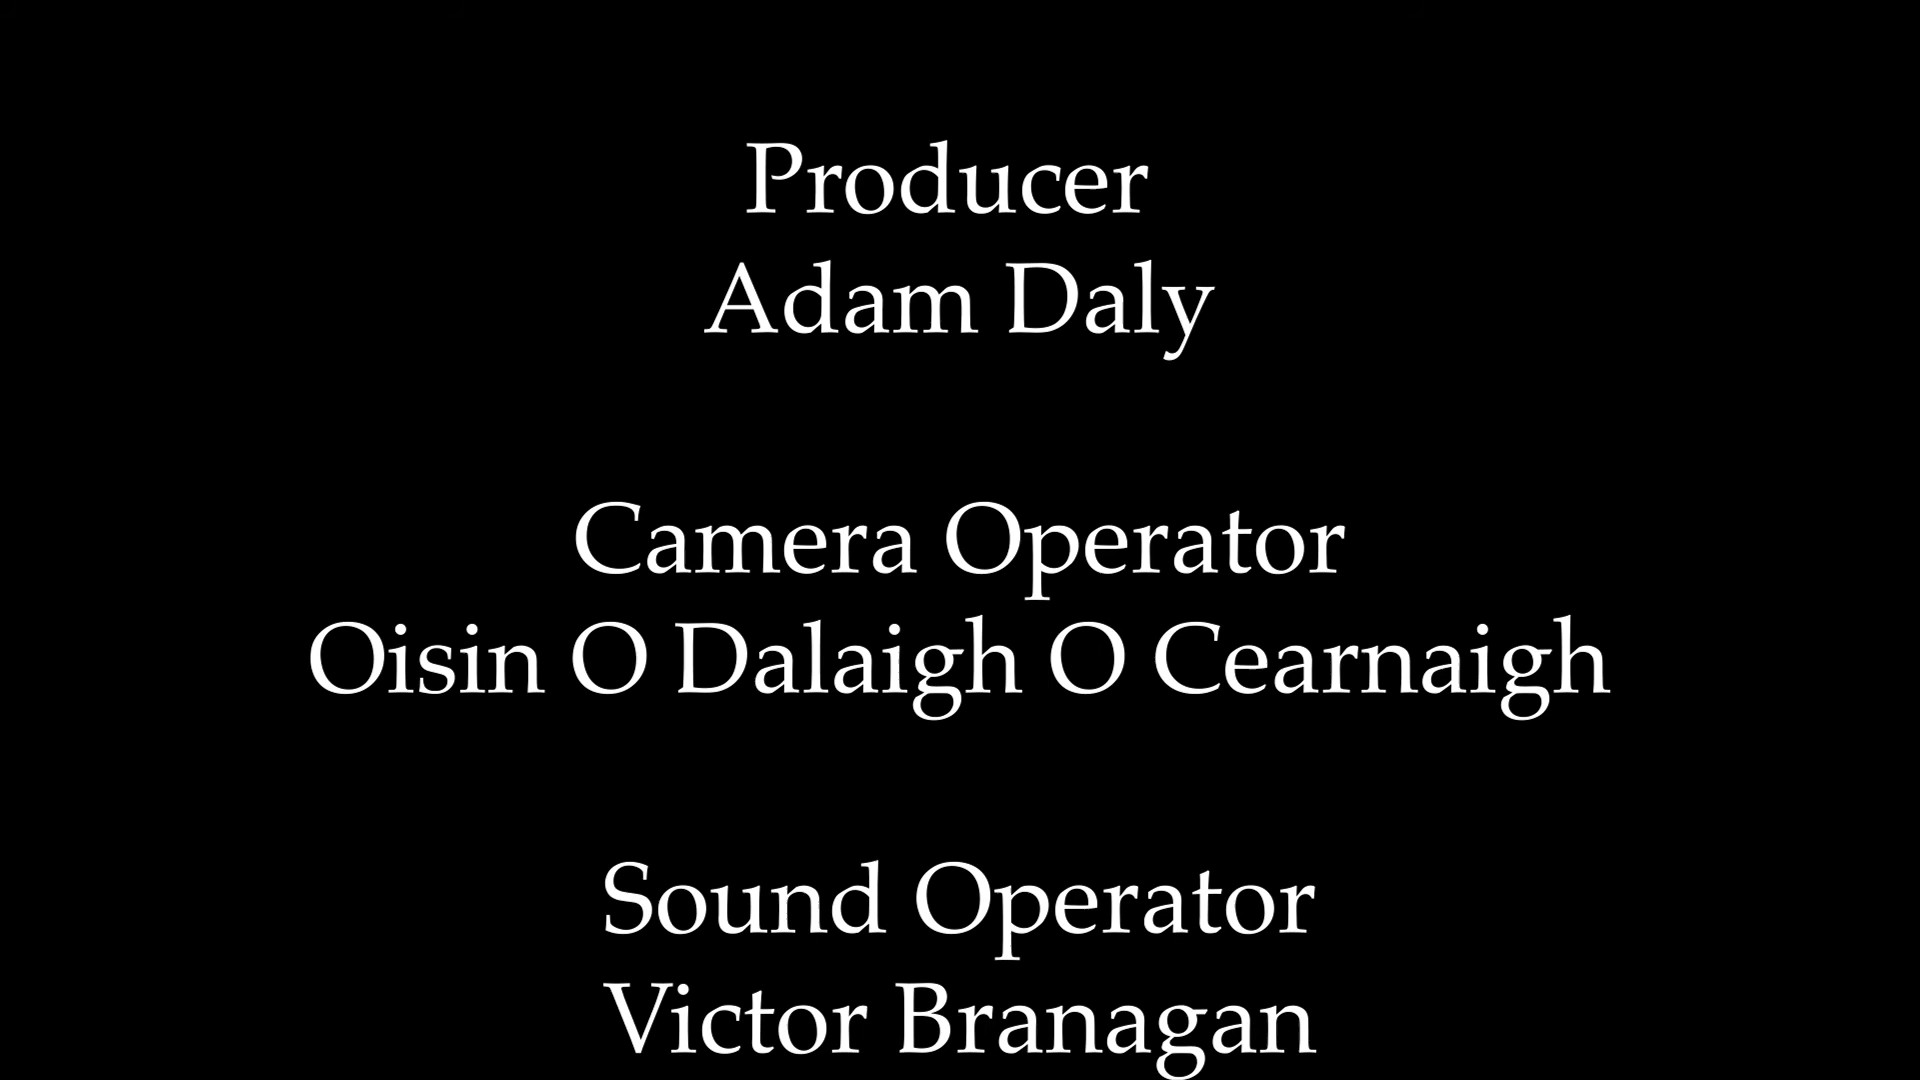 Producer
Adam Daly
Camera Operator
Oisin O Dalaigh O Cearnaigh
Sound Operator
Victor Branagan